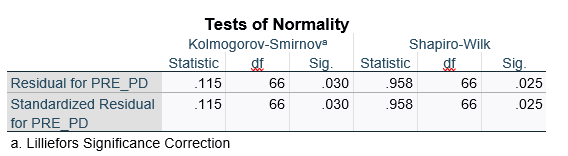 Tests of Normality
Kolmogorov-Smirnovᵃ Shapiro-Wilk
Statistic df Sig. Statistic df Sig.
Residual for PRE_PD .115 66 .030 .958 66 .025
Standardized Residual for PRE_PD .115 66 .030 .958 66 .025
a. Lilliefors Significance Correction